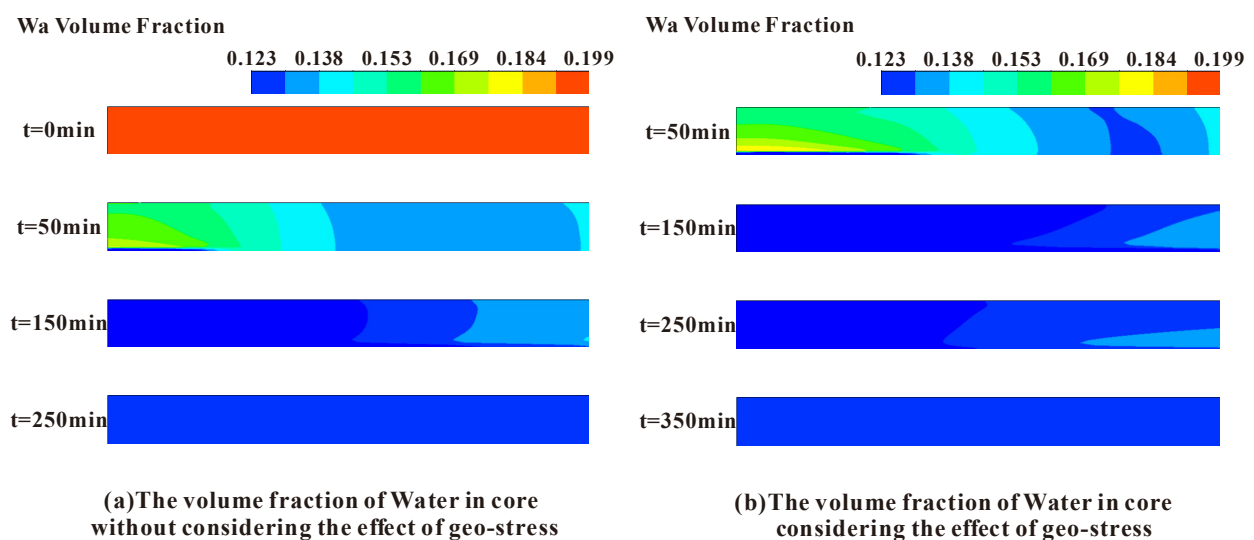 Wa Volume Fraction
0.123 0.138 0.153 0.169 0.184 0.199
t=0min
t=50min
t=150min
t=250min
(a)The volume fraction of Water in core
without considering the effect of geo-stress
Wa Volume Fraction
0.123 0.138 0.153 0.169 0.184 0.199
t=50min
t=150min
t=250min
t=350min
(b)The volume fraction of Water in core
considering the effect of geo-stress